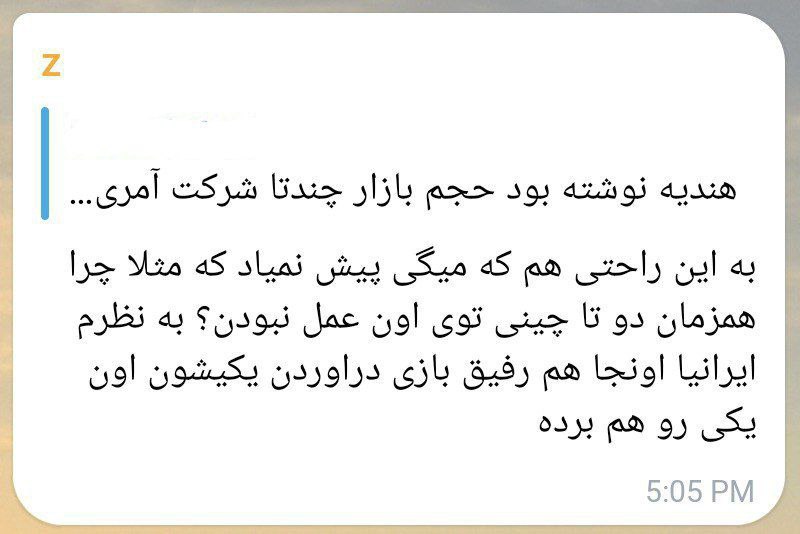 Z
هندیه نوشته بود حجم بازار چندتا شرکت آمری...
به این راحتی هم که میگی پیش نمیاد که مثلا چرا
همزمان دو تا چینی توی اون عمل نبودن؟ به نظرم
ایرانیا اونجا هم رفیق بازی دراوردن یکیشون اون
یکی رو هم برده
5:05 PM